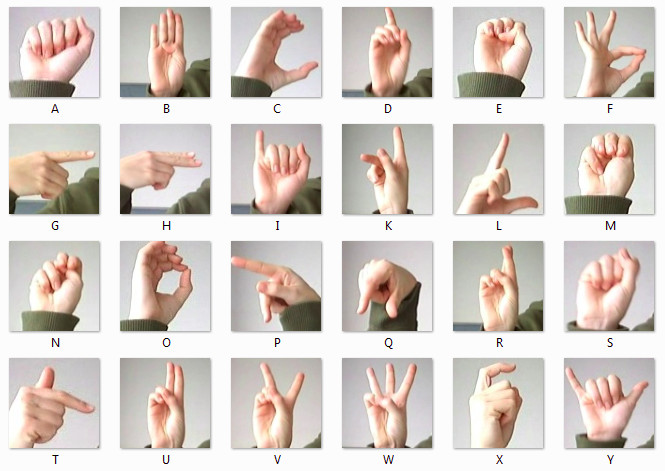 A B C D E F
G H I K L M
N O P Q R S
T U V W X Y